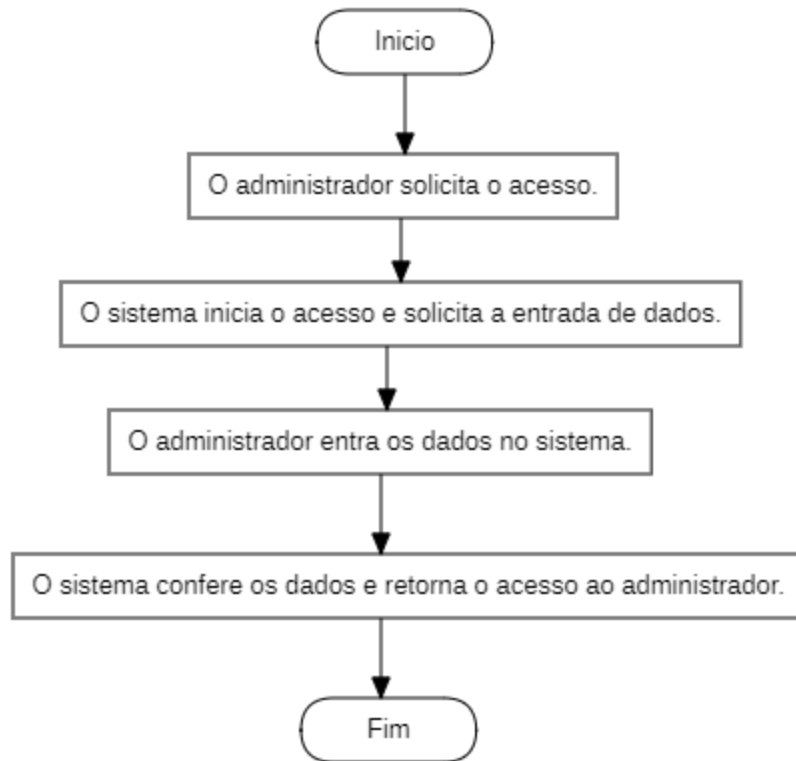 Inicio
O administrador solicita o acesso.
O sistema inicia o acesso e solicita a entrada de dados.
O administrador entra os dados no sistema.
O sistema confere os dados e retorna o acesso ao administrador.
Fim